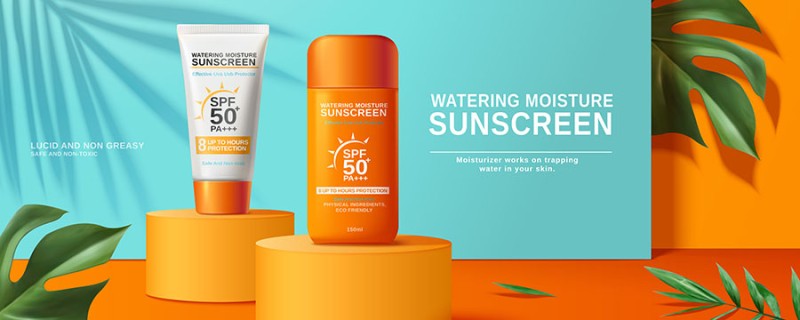 LUCID AND NON GREASY
SAFE AND NON-TOXIC
WATERING MOISTURE
SUNSCREEN
SPF
50+
PA+++
8 UP TO HOURS
PROTECTION
WATERING MOISTURE
SUNSCREEN
SPF
50+
PA+++
8 UP TO HOURS PROTECTION
PHYSICAL INGREDIENTS,
ECO-FRIENDLY
150ml
WATERING MOISTURE
SUNSCREEN
Moisturizer works on trapping
water in your skin.